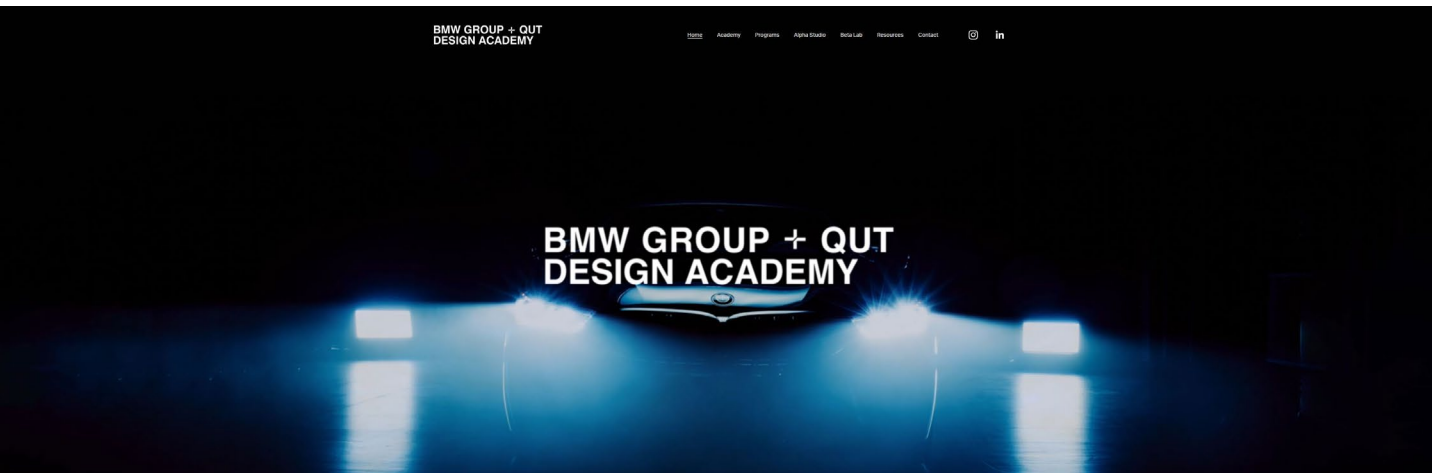 BMW GROUP + QUT
DESIGN ACADEMY
Home Academy Programs Alpha Studio Beta Lab Resources Contact
BMW GROUP + QUT
DESIGN ACADEMY